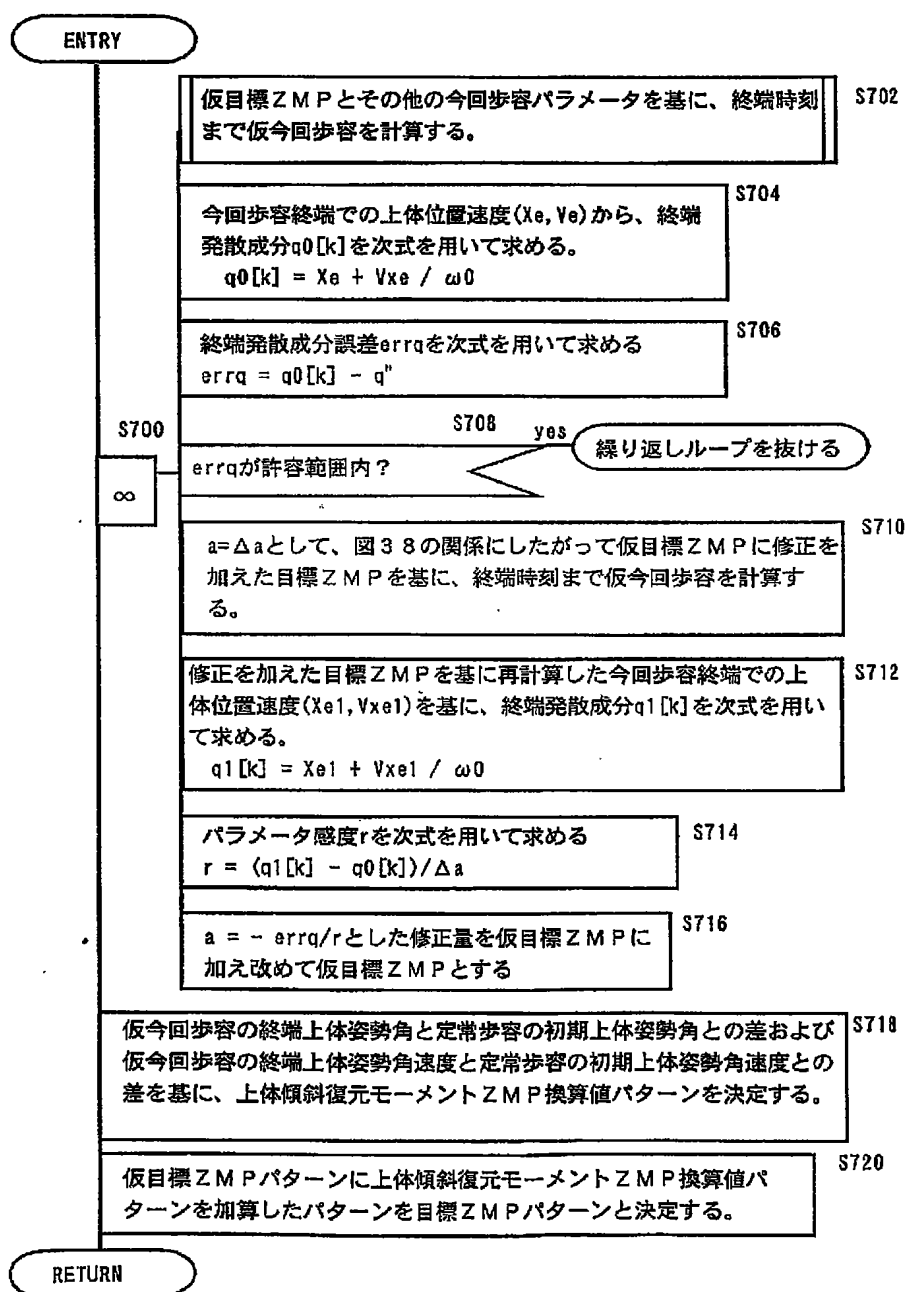 ENTRY
仮目標ZMPとその他の今回歩容パラメータを基に、終端時刻
まで仮今回歩容を計算する。
S702
今回歩容終端での上体位置速度(Xe,Ve)から、終端
発散成分q0[k]を次式を用いて求める。
q0[k] = Xe + Vxe / ω0
S704
終端発散成分誤差errqを次式を用いて求める
errq = q0[k] - q"
S706
S700
∞
S708
errqが許容範囲内？
yes
繰り返しループを抜ける
a=Δaとして、図３８の関係にしたがって仮目標ZMPに修正を
加えた目標ZMPを基に、終端時刻まで仮今回歩容を計算す
る。
S710
修正を加えた目標ZMPを基に再計算した今回歩容終端での上
体位置速度(Xe1,Vxe1)を基に、終端発散成分q1[k]を次式を用い
て求める。
q1[k] = Xe1 + Vxe1 / ω0
S712
パラメータ感度rを次式を用いて求める
r = (q1[k] - q0[k])/Δa
S714
a = - errq/rとした修正量を仮目標ZMPに
加え改めて仮目標ZMPとする
S716
仮今回歩容の終端上体姿勢角と定常歩容の初期上体姿勢角との差および
仮今回歩容の終端上体姿勢角速度と定常歩容の初期上体姿勢角速度との
差を基に、上体傾斜復元モーメントZMP換算値パターンを決定する。
S718
仮目標ZMPパターンに上体傾斜復元モーメントZMP換算値パ
ターンを加算したパターンを目標ZMPパターンと決定する。
S720
RETURN